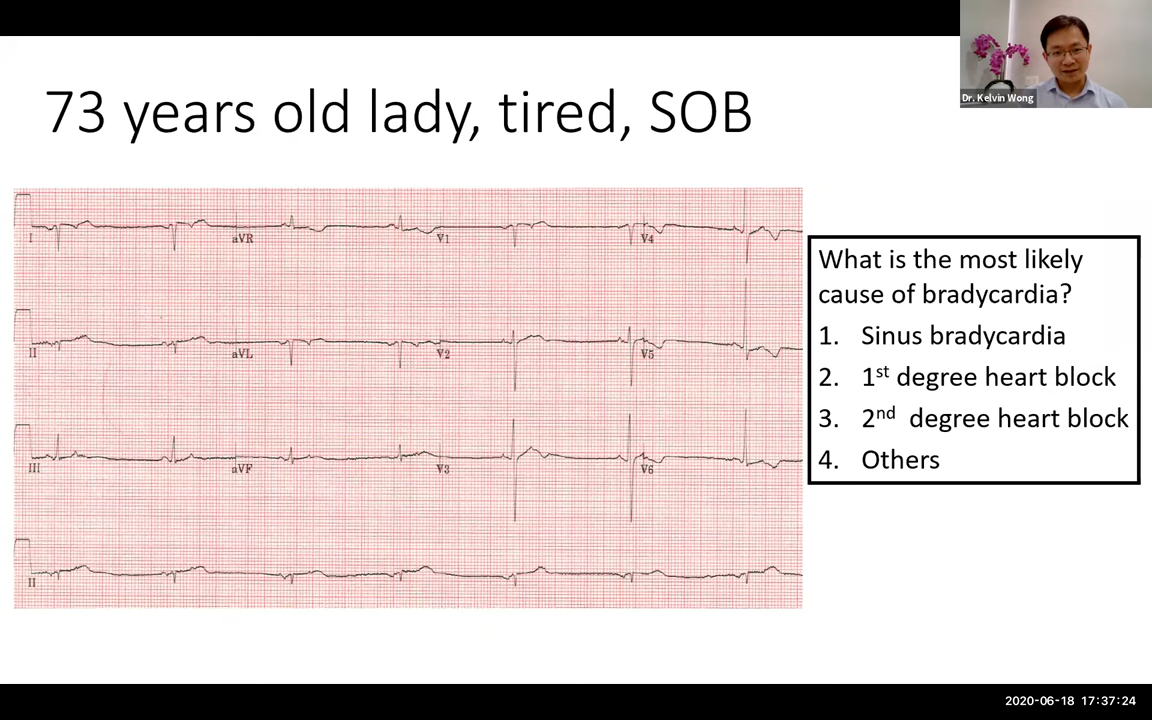 Dr. Kelvin Wong
73 years old lady, tired, SOB
I aVR V1 V4
II aVL V2 V5
III aVF V3 V6
II
What is the most likely
cause of bradycardia?
1. Sinus bradycardia
2. 1st degree heart block
3. 2nd degree heart block
4. Others
2020-06-18 17:37:24